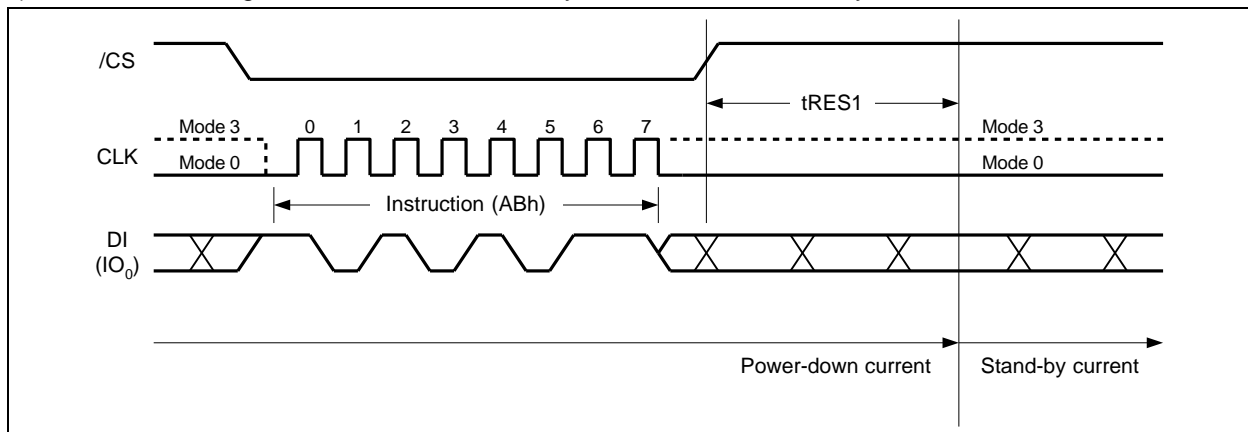 /CS
tRES1
Mode 3
0 1 2 3 4 5 6 7
Mode 3
CLK
Mode 0
Mode 0
Instruction (ABh)
DI
(IO0)
Power-down current
Stand-by current